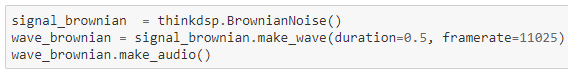 signal_brownian  = thinkdsp.BrownianNoise()
wave_brownian = signal_brownian.make_wave(duration=0.5, framerate=11025)
wave_brownian.make_audio()